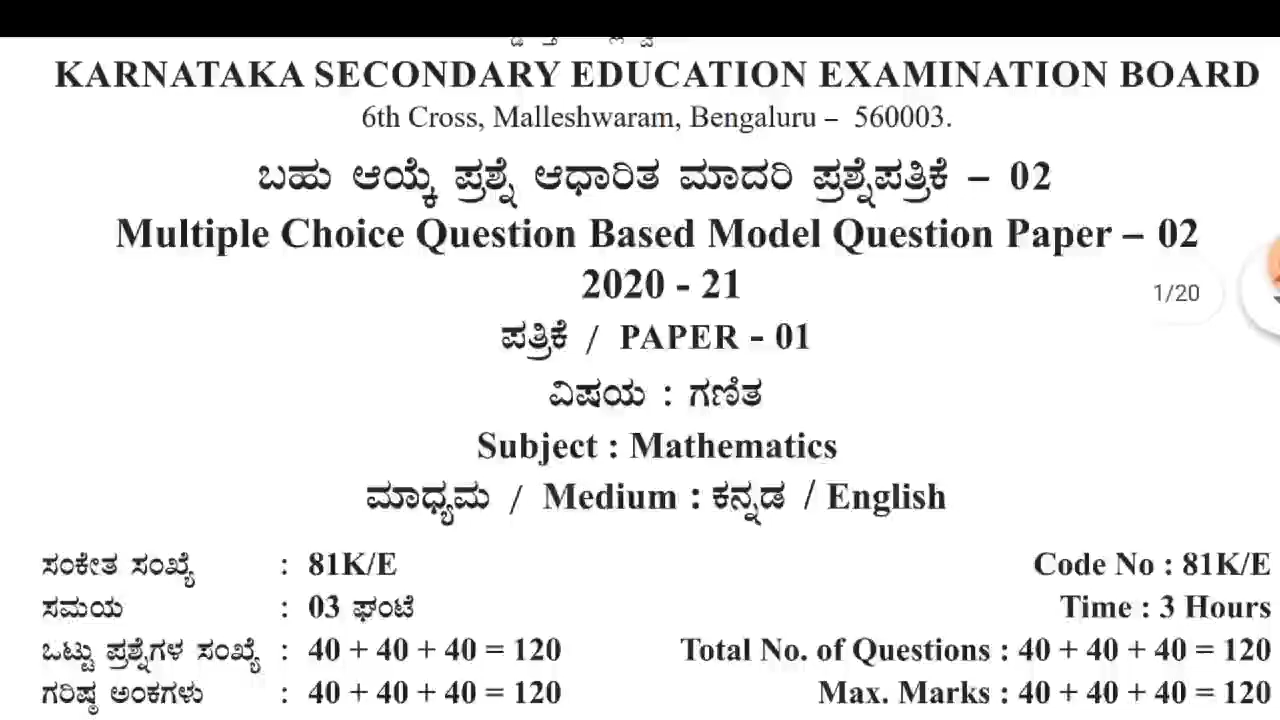 KARNATAKA SECONDARY EDUCATION EXAMINATION BOARD
6th Cross, Malleshwaram, Bengaluru – 560003.
ಬಹು ಆಯ್ಕೆ ಪ್ರಶ್ನೆ ಆಧಾರಿತ ಮಾದರಿ ಪ್ರಶ್ನೆಪತ್ರಿಕೆ – 02
Multiple Choice Question Based Model Question Paper – 02
2020 - 21
1/20
ಪತ್ರಿಕೆ / PAPER - 01
ವಿಷಯ : ಗಣಿತ
Subject : Mathematics
ಮಾಧ್ಯಮ / Medium : ಕನ್ನಡ / English
ಸಂಕೇತ ಸಂಖ್ಯೆ : 81K/E Code No : 81K/E
ಸಮಯ : 03 ಘಂಟೆ Time : 3 Hours
ಒಟ್ಟು ಪ್ರಶ್ನೆಗಳ ಸಂಖ್ಯೆ : 40 + 40 + 40 = 120 Total No. of Questions : 40 + 40 + 40 = 120
ಗರಿಷ್ಠ ಅಂಕಗಳು : 40 + 40 + 40 = 120 Max. Marks : 40 + 40 + 40 = 120